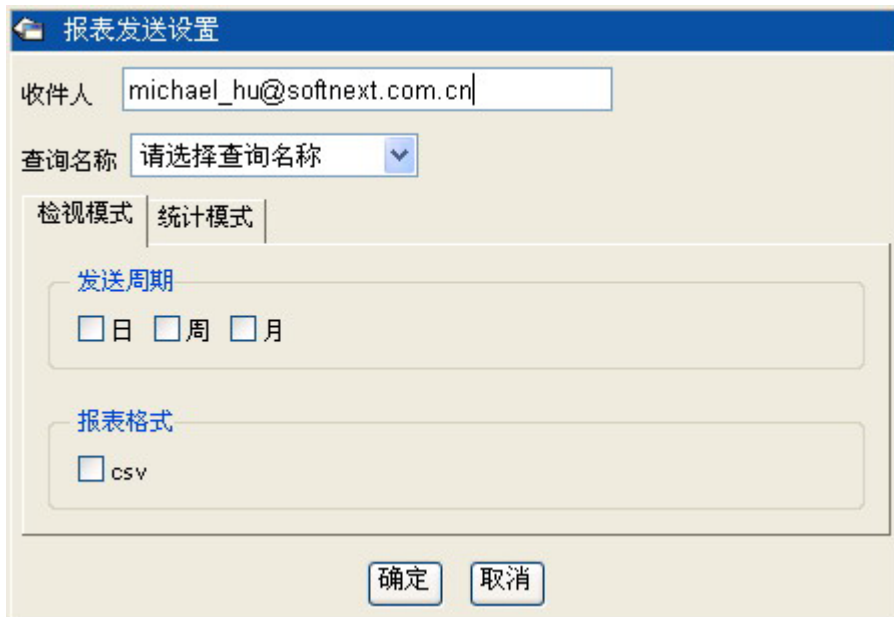 报表发送设置
收件人 michael_hu@softnext.com.cn
查询名称 请选择查询名称
检视模式 统计模式
发送周期
日 周 月
报表格式
csv
确定 取消